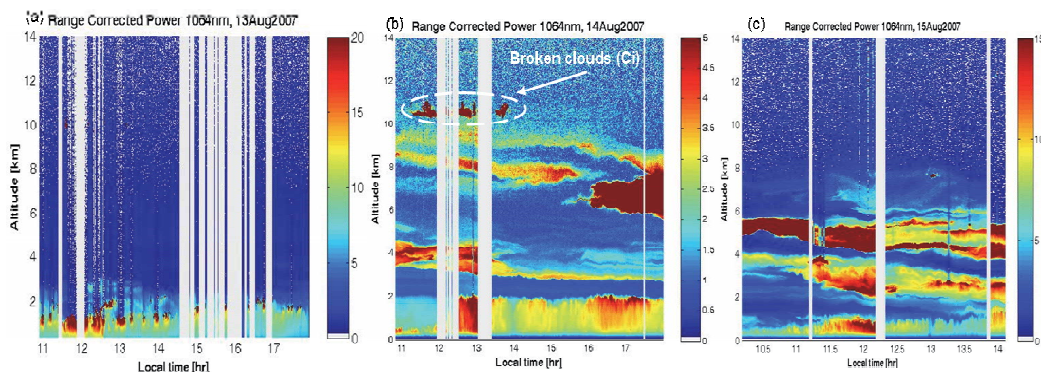 (a)
Range Corrected Power 1064nm, 13Aug2007
14
12
10
8
6
4
2
Altitude [km]
11 12 13 14 15 16 17
Local time [hr]
20
15
10
5
0
(b)
Range Corrected Power 1064nm, 14Aug2007
Broken clouds (Ci)
14
12
10
8
6
4
2
0
Altitude [km]
11 12 13 14 15 16 17
Local time [hr]
5
4.5
4
3.5
3
2.5
2
1.5
1
0.5
0
(c)
Range Corrected Power 1064nm, 15Aug2007
14
12
10
8
6
4
2
0
Altitude [km]
10.5 11 11.5 12 12.5 13 13.5 14
Local time [hr]
15
10
5
0